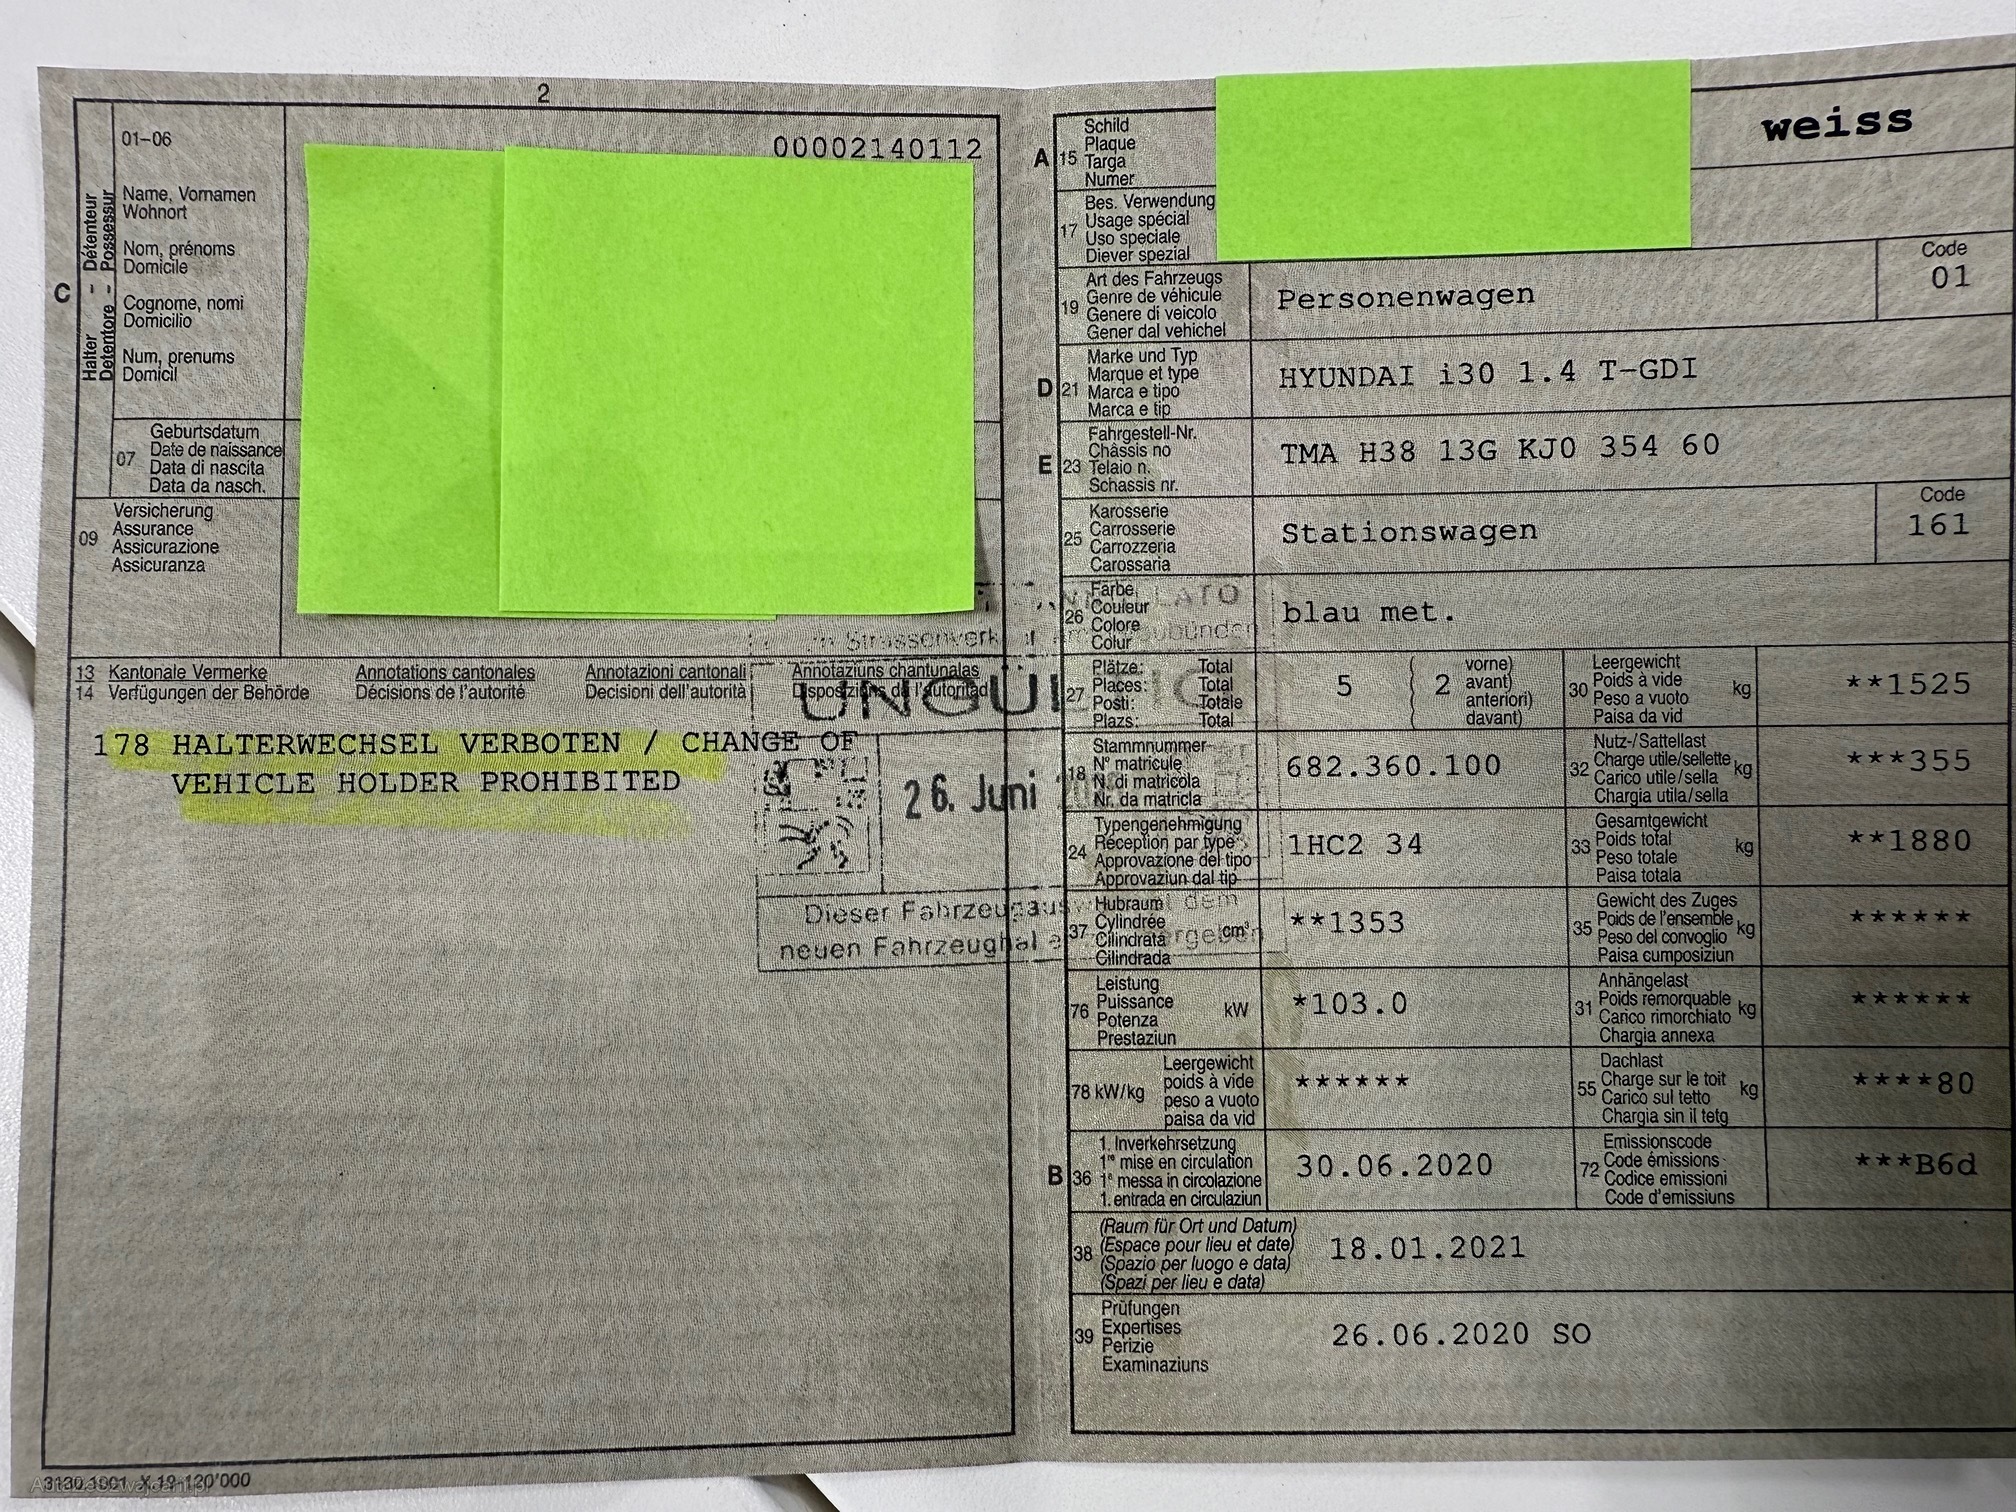 2
01-06
00002140112
Halter - Détenteur
Detentore - Possessur
C
Name, Vornamen
Wohnort
Nom, prénoms
Domicile
Cognome, nomi
Domicilio
Num, prenums
Domicil
07
Geburtsdatum
Date de naissance
Data di nascita
Data da nasch.
09
Versicherung
Assurance
Assicurazione
Assicuranza
13 Kantonale Vermerke Annotations cantonales Annotazioni cantonali Annotaziuns chantunalas
14 Verfügungen der Behörde Décisions de l'autorité Decisioni dell'autorità Disposiziuns da l'autoritad
178 HALTERWECHSEL VERBOTEN / CHANGE OF
VEHICLE HOLDER PROHIBITED
26. Juni
Dieser
neuen
3130.1901 X.19 120'000
A 15
Schild
Plaque
Targa
Numer
weiss
17
Bes. Verwendung
Usage spécial
Uso speciale
Diever spezial
19
Art des Fahrzeugs
Genre de véhicule
Genere di veicolo
Gener dal vehichel
Personenwagen
Code
01
D 21
Marke und Typ
Marque et type
Marca e tipo
Marca e tip
HYUNDAI i30 1.4 T-GDI
E 23
Fahrgestell-Nr.
Châssis no
Telaio n.
Schassis nr.
TMA H38 13G KJ0 354 60
25
Karosserie
Carrosserie
Carrozzeria
Carossaria
Stationswagen
Code
161
26
Farbe
Couleur
Colore
Colur
blau met.
27
Plätze: Total
Places: Total
Posti: Totale
Plazs: Total
5
2
vorne)
avant)
anteriori)
davant)
30
Leergewicht
Poids à vide
Peso a vuoto
Paisa da vid
kg
**1525
18
Stammnummer
N° matricule
N. di matricola
Nr. da matricla
682.360.100
32
Nutz-/Sattellast
Charge utile/sellette
Carico utile/sella
Chargia utila/sella
kg
***355
24
Typengenehmigung
Réception par type
Approvazione del tipo
Approvaziun dal tip
1HC2 34
33
Gesamtgewicht
Poids total
Peso totale
Paisa totala
kg
**1880
37
Hubraum
Cylindrée
Cilindrata
Cilindrada
cm³
**1353
35
Gewicht des Zuges
Poids de l'ensemble
Peso del convoglio
Paisa cumposiziun
kg
******
76
Leistung
Puissance
Potenza
Prestaziun
kW
*103.0
31
Anhängelast
Poids remorquable
Carico rimorchiato
Chargia annexa
kg
******
78 kW/kg
Leergewicht
poids à vide
peso a vuoto
paisa da vid
******
55
Dachlast
Charge sur le toit
Carico sul tetto
Chargia sin il tetg
kg
****80
B 36
1. Inverkehrsetzung
1re mise en circulation
1a messa in circolazione
1. entrada en circulaziun
30.06.2020
72
Emissionscode
Code émissions
Codice emissioni
Code d'emissiuns
***B6d
38
(Raum für Ort und Datum)
(Espace pour lieu et date)
(Spazio per luogo e data)
(Spazi per lieu e data)
18.01.2021
39
Prüfungen
Expertises
Perizie
Examinaziuns
26.06.2020 SO